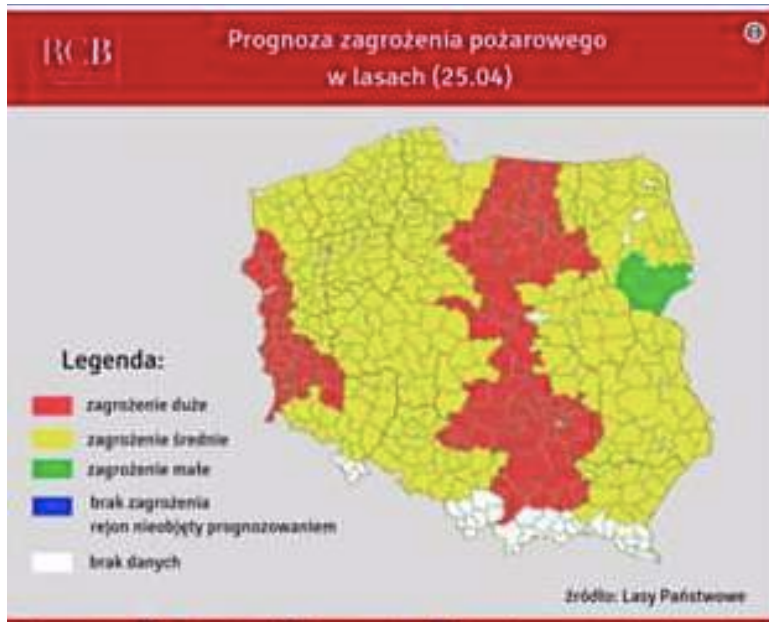 RCB
Prognoza zagrożenia pożarowego
w lasach (25.04)
Legenda:
zagrożenie duże
zagrożenie średnie
zagrożenie małe
brak zagrożenia
rejon nieobjęty prognozowaniem
brak danych
źródło: Lasy Państwowe